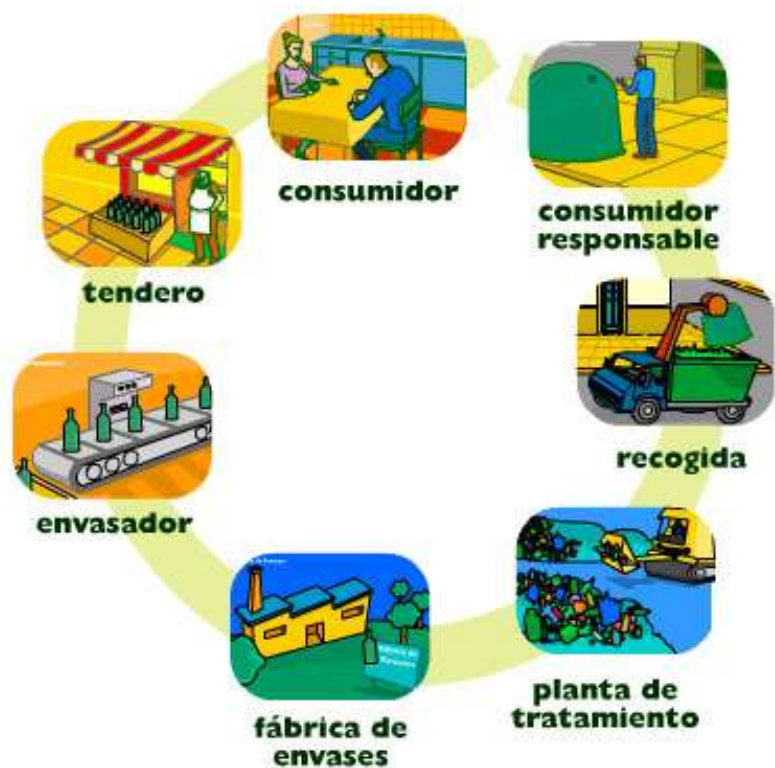 consumidor
consumidor
responsable
tendero
recogida
envasador
planta de
tratamiento
fábrica de
envases